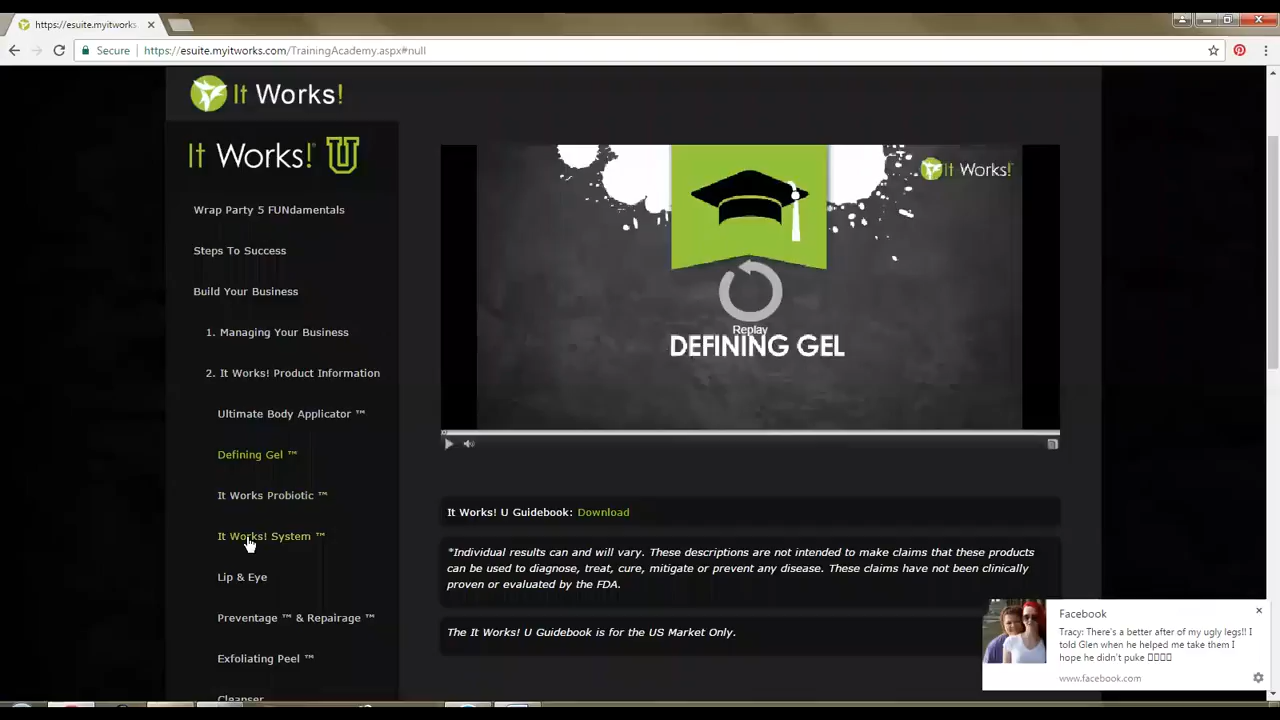 https://esuite.myitworks
Secure
https://esuite.myitworks.com/TrainingAcademy.aspx#null
It Works!
It Works! U
Wrap Party 5 FUNdamentals
Steps To Success
Build Your Business
1. Managing Your Business
2. It Works! Product Information
Ultimate Body Applicator ™
Defining Gel ™
It Works Probiotic ™
It Works! System ™
Lip & Eye
Preventage ™ & Repairage ™
Exfoliating Peel ™
Cleanser
It Works!
Replay
DEFINING GEL
It Works! U Guidebook: Download
*Individual results can and will vary. These descriptions are not intended to make claims that these products
can be used to diagnose, treat, cure, mitigate or prevent any disease. These claims have not been clinically
proven or evaluated by the FDA.
The It Works! U Guidebook is for the US Market Only.
Facebook
Tracy: There's a better after of my ugly legs!! I
told Glen when he helped me take them I
hope he didn't puke
www.facebook.com